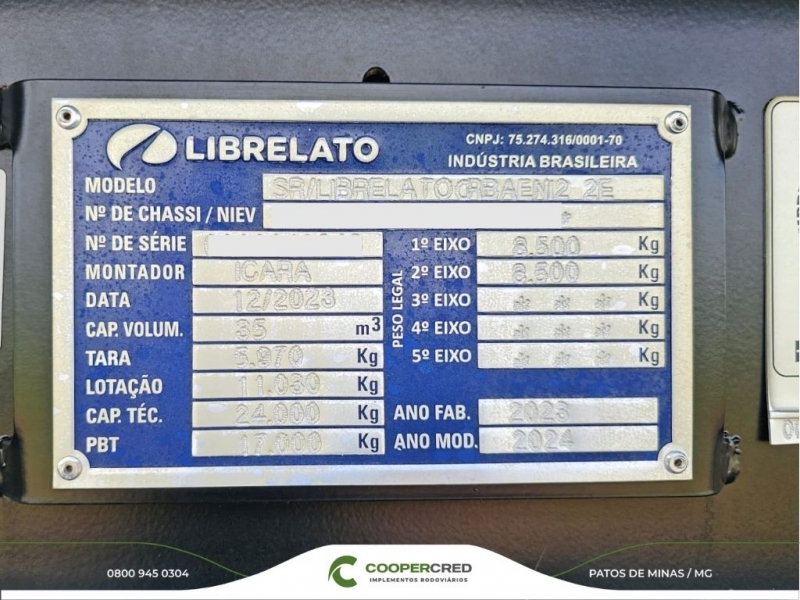 LIBRELATO
CNPJ: 75.274.316/0001-70
INDÚSTRIA BRASILEIRA
MODELO SR/LIBRELATOCRBAENI2 2E
Nº DE CHASSI / NIEV
Nº DE SÉRIE
MONTADOR ICARA
DATA 12/2023
CAP. VOLUM. 35 m³
TARA 5.970 Kg
LOTAÇÃO 11.030 Kg
CAP. TÉC. 24.000 Kg
PBT 17.000 Kg
PESO LEGAL
1º EIXO 8.500 Kg
2º EIXO 8.500 Kg
3º EIXO * * * Kg
4º EIXO * * * Kg
5º EIXO * * * Kg
ANO FAB. 2023
ANO MOD. 2024
0800 945 0304
COOPERCRED
IMPLEMENTOS RODOVIÁRIOS
PATOS DE MINAS / MG